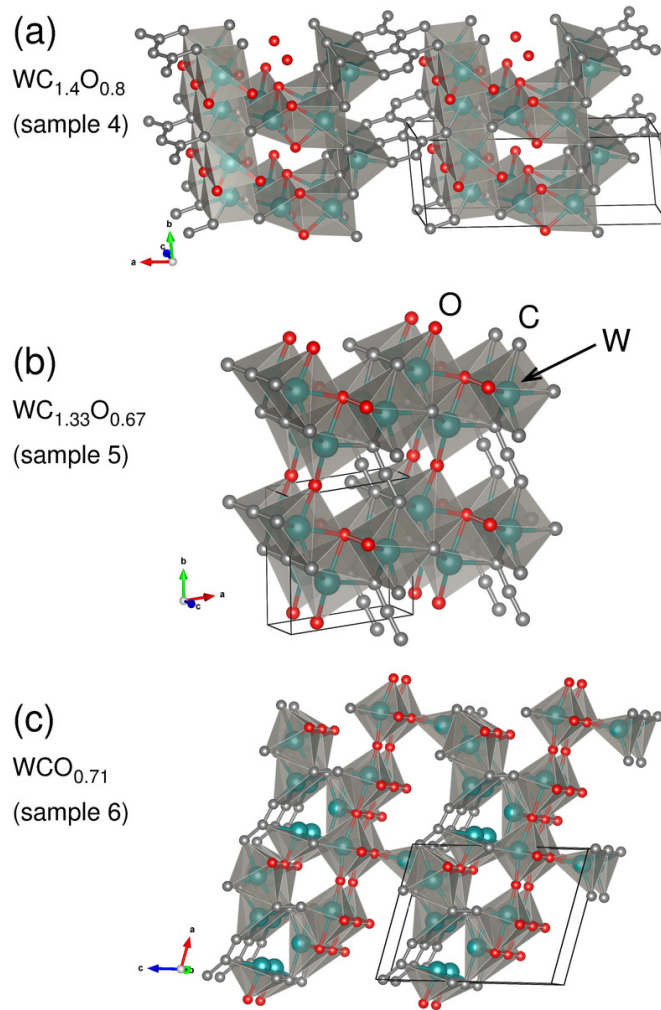 (a)
WC1.4O0.8
(sample 4)
b
c
a
(b)
O
C
W
WC1.33O0.67
(sample 5)
b
a
c
(c)
WCO0.71
(sample 6)
a
c
b